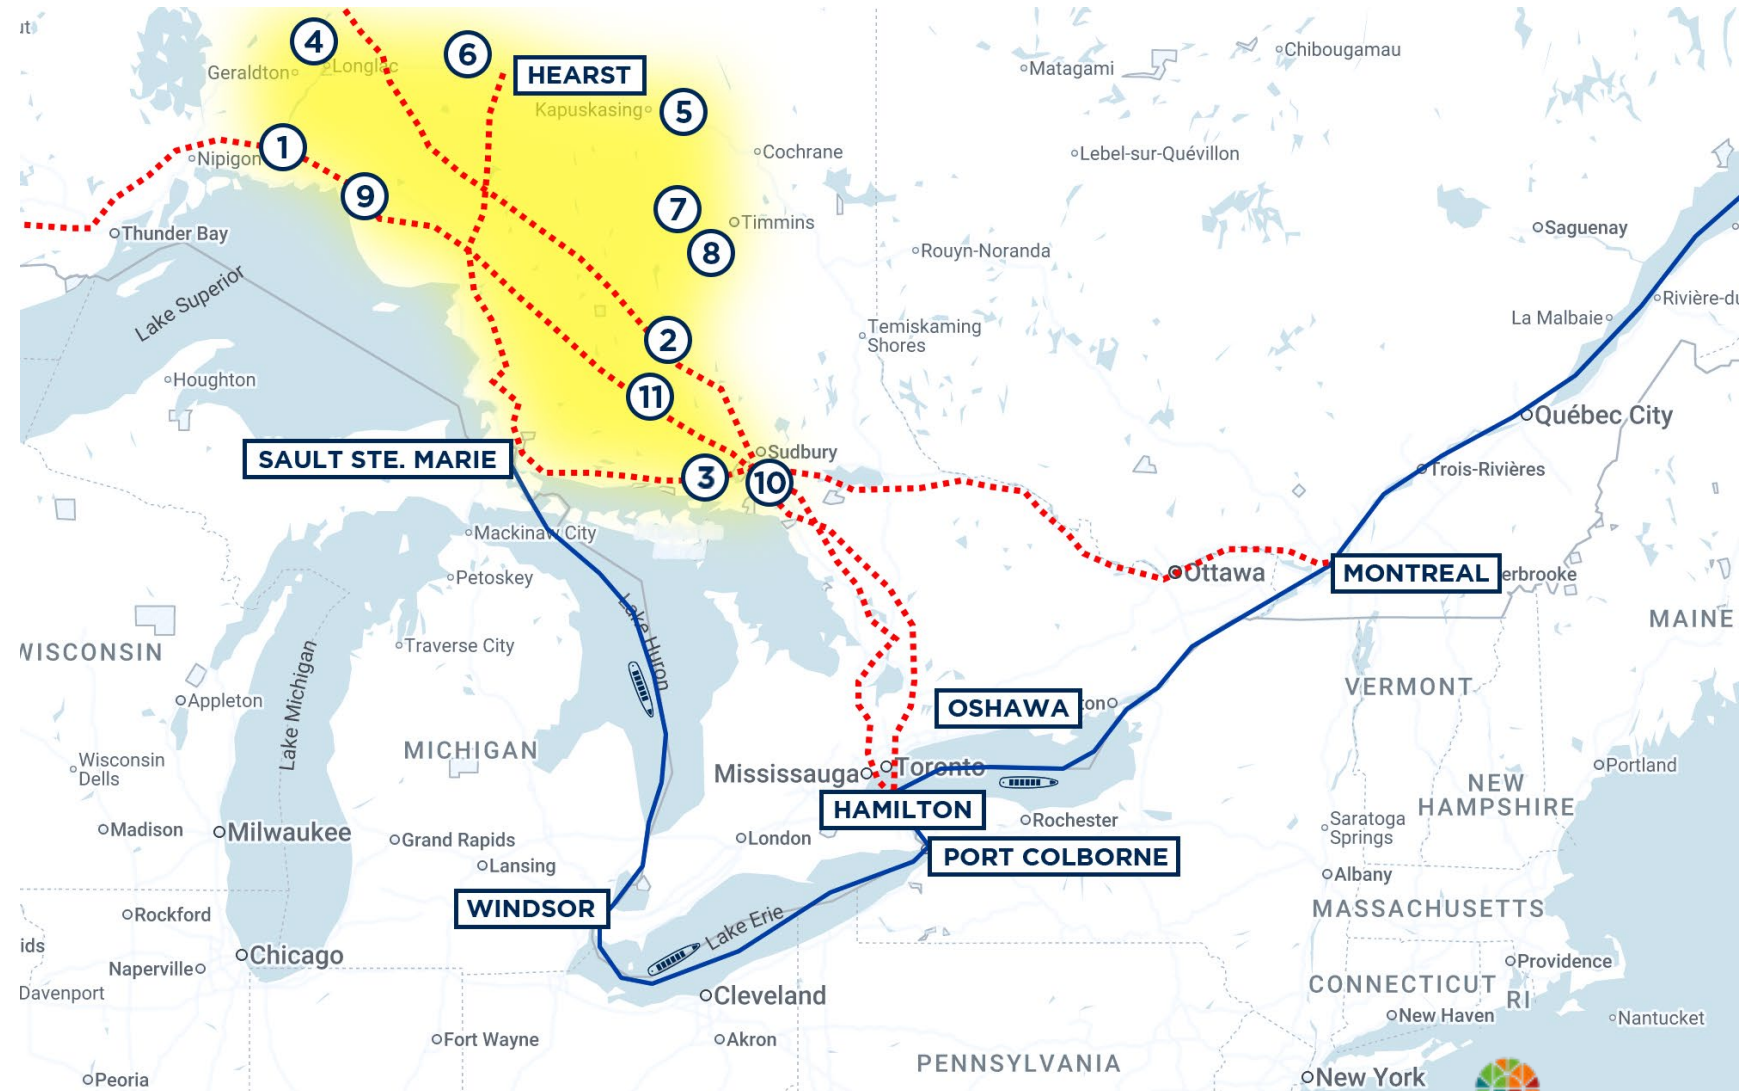 4
6
HEARST
Geraldton
Longlac
Kapuskasing
5
Matagami
Chibougamau
1
Nipigon
9
Cochrane
Lebel-sur-Quévillon
7
Timmins
8
Thunder Bay
Rouyn-Noranda
Saguenay
Lake Superior
La Malbaie
Rivière-du
2
Temiskaming
Shores
Houghton
11
Québec City
SAULT STE. MARIE
Sudbury
3
10
Trois-Rivières
Mackinaw City
Petoskey
Ottawa
MONTREAL
erbrooke
MAINE
WISCONSIN
Traverse City
Lake Huron
Lake Michigan
Appleton
OSHAWA
ton
VERMONT
MICHIGAN
Wisconsin
Dells
Mississauga
Toronto
Portland
NEW
HAMPSHIRE
HAMILTON
Madison
Milwaukee
Grand Rapids
London
Rochester
Saratoga
Springs
Lansing
PORT COLBORNE
Albany
WINDSOR
Lake Erie
MASSACHUSETTS
Rockford
ids
Chicago
Naperville
Providence
Davenport
Cleveland
CONNECTICUT
RI
New Haven
Nantucket
Fort Wayne
Akron
PENNSYLVANIA
Peoria
New York